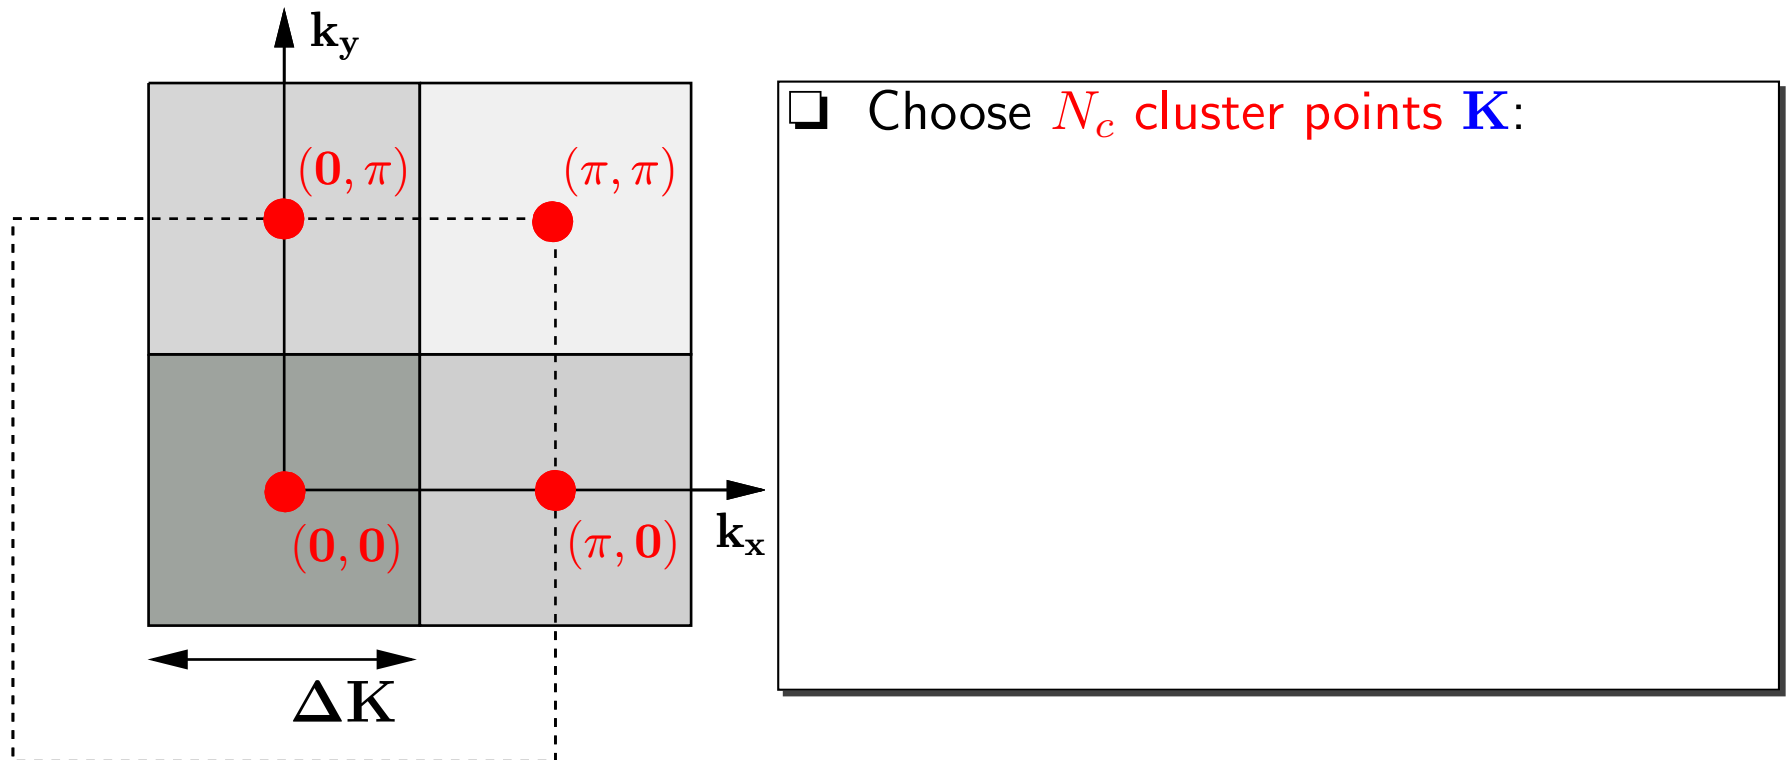 k_y
(0, π)
(π, π)
(0, 0)
(π, 0)
k_x
ΔK
❑ Choose N_c cluster points K: